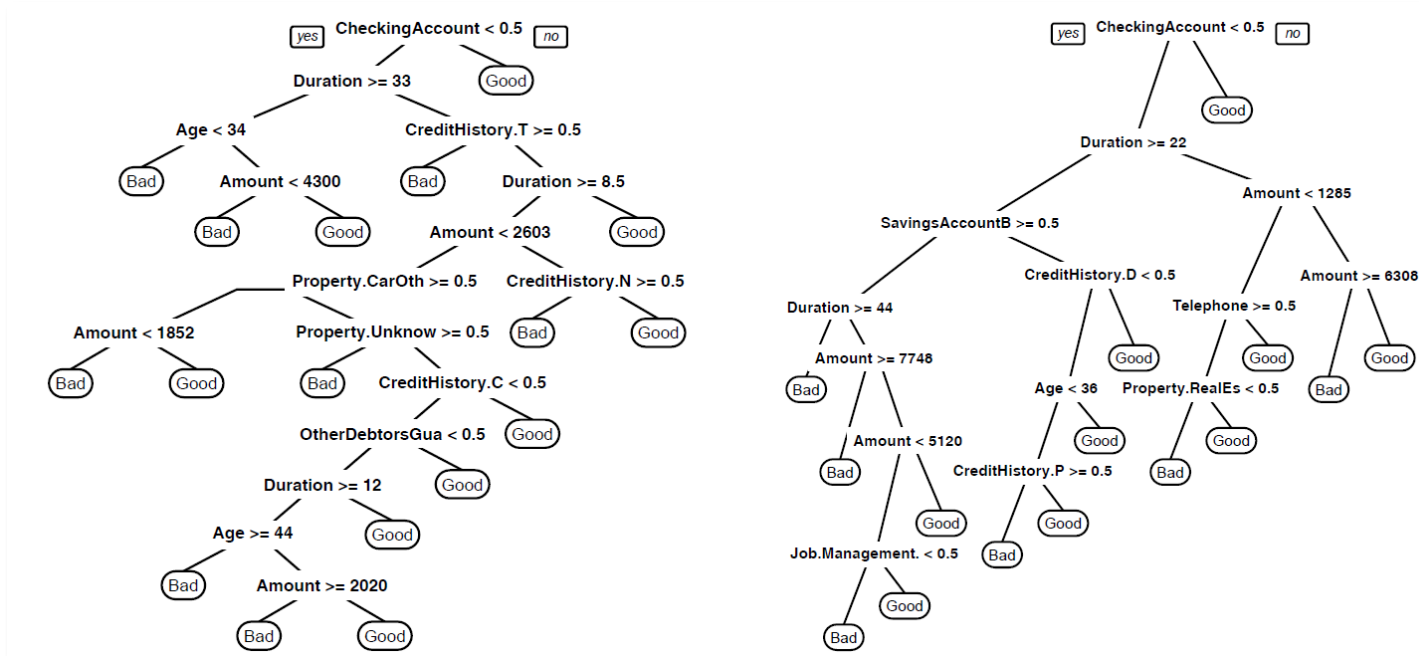 yes
CheckingAccount < 0.5
no
Duration >= 33
Good
Age < 34
CreditHistory.T >= 0.5
Bad
Amount < 4300
Bad
Duration >= 8.5
Bad
Good
Amount < 2603
Good
Property.CarOth >= 0.5
CreditHistory.N >= 0.5
Amount < 1852
Property.Unknow >= 0.5
Bad
Good
Bad
Good
Bad
CreditHistory.C < 0.5
OtherDebtorsGua < 0.5
Good
Duration >= 12
Good
Age >= 44
Good
Bad
Amount >= 2020
Bad
Good
yes
CheckingAccount < 0.5
no
Good
Duration >= 22
Amount < 1285
SavingsAccountB >= 0.5
CreditHistory.D < 0.5
Amount >= 6308
Duration >= 44
Telephone >= 0.5
Amount >= 7748
Good
Good
Good
Bad
Age < 36
Property.RealEs < 0.5
Bad
Amount < 5120
Good
Good
Bad
CreditHistory.P >= 0.5
Bad
Good
Good
Job.Management. < 0.5
Bad
Good
Bad